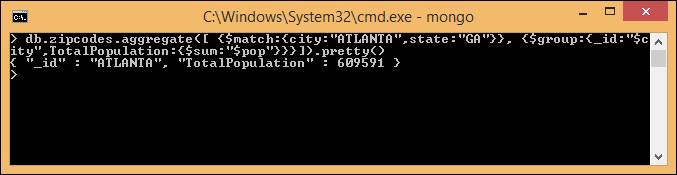 C:\Windows\System32\cmd.exe - mongo
> db.zipcodes.aggregate([ {$match:{city:"ATLANTA",state:"GA"}}, {$group:{_id:"$c
ity",TotalPopulation:{$sum:"$pop"}}}]).pretty()
{ "_id" : "ATLANTA", "TotalPopulation" : 609591 }
>